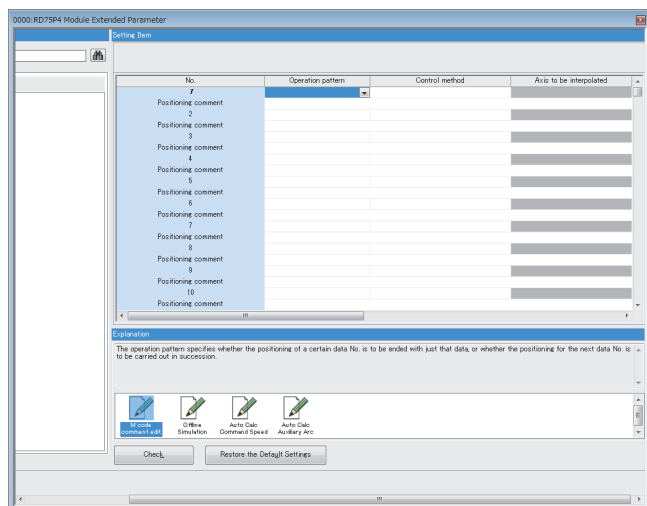 0000:RD75P4 Module Extended Parameter
Setting Item
No. Operation pattern Control method Axis to be interpolated
1
Positioning comment
2
Positioning comment
3
Positioning comment
4
Positioning comment
5
Positioning comment
6
Positioning comment
7
Positioning comment
8
Positioning comment
9
Positioning comment
10
Positioning comment
Explanation
The operation pattern specifies whether the positioning of a certain data No. is to be ended with just that data, or whether the positioning for the next data No. is
to be carried out in succession.
M code
comment edit
Offline
Simulation
Auto Calc
Command Speed
Auto Calc
Auxiliary Arc
Check
Restore the Default Settings